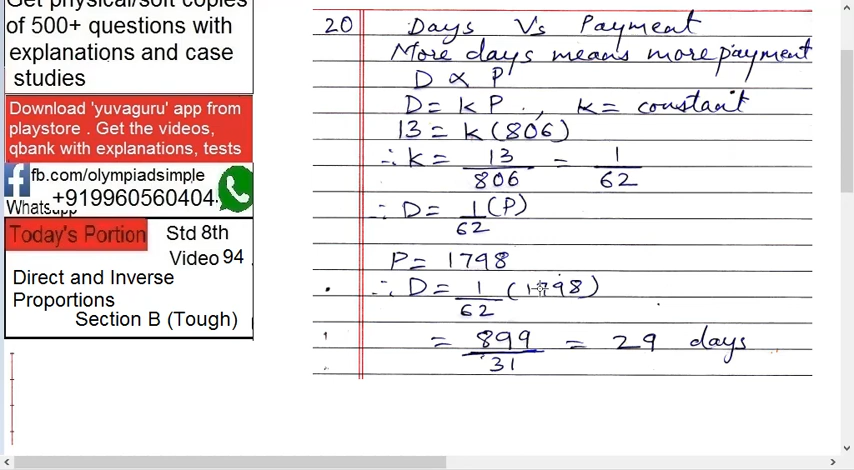 Get physical/soft copies
of 500+ questions with
explanations and case
studies
Download 'yuvaguru' app from
playstore . Get the videos,
qbank with explanations, tests
fb.com/olympiadsimple
Whatsapp +919960560404
Today's Portion Std 8th
Video 94
Direct and Inverse
Proportions
Section B (Tough)
20 Days Vs Payment
More days means more payment
D ∝ P
D = k P , k = constant
13 = k (806)
∴ k = 13/806 = 1/62
∴ D = 1/62 (P)
P = 1798
∴ D = 1/62 (1798)
= 899/31 = 29 days